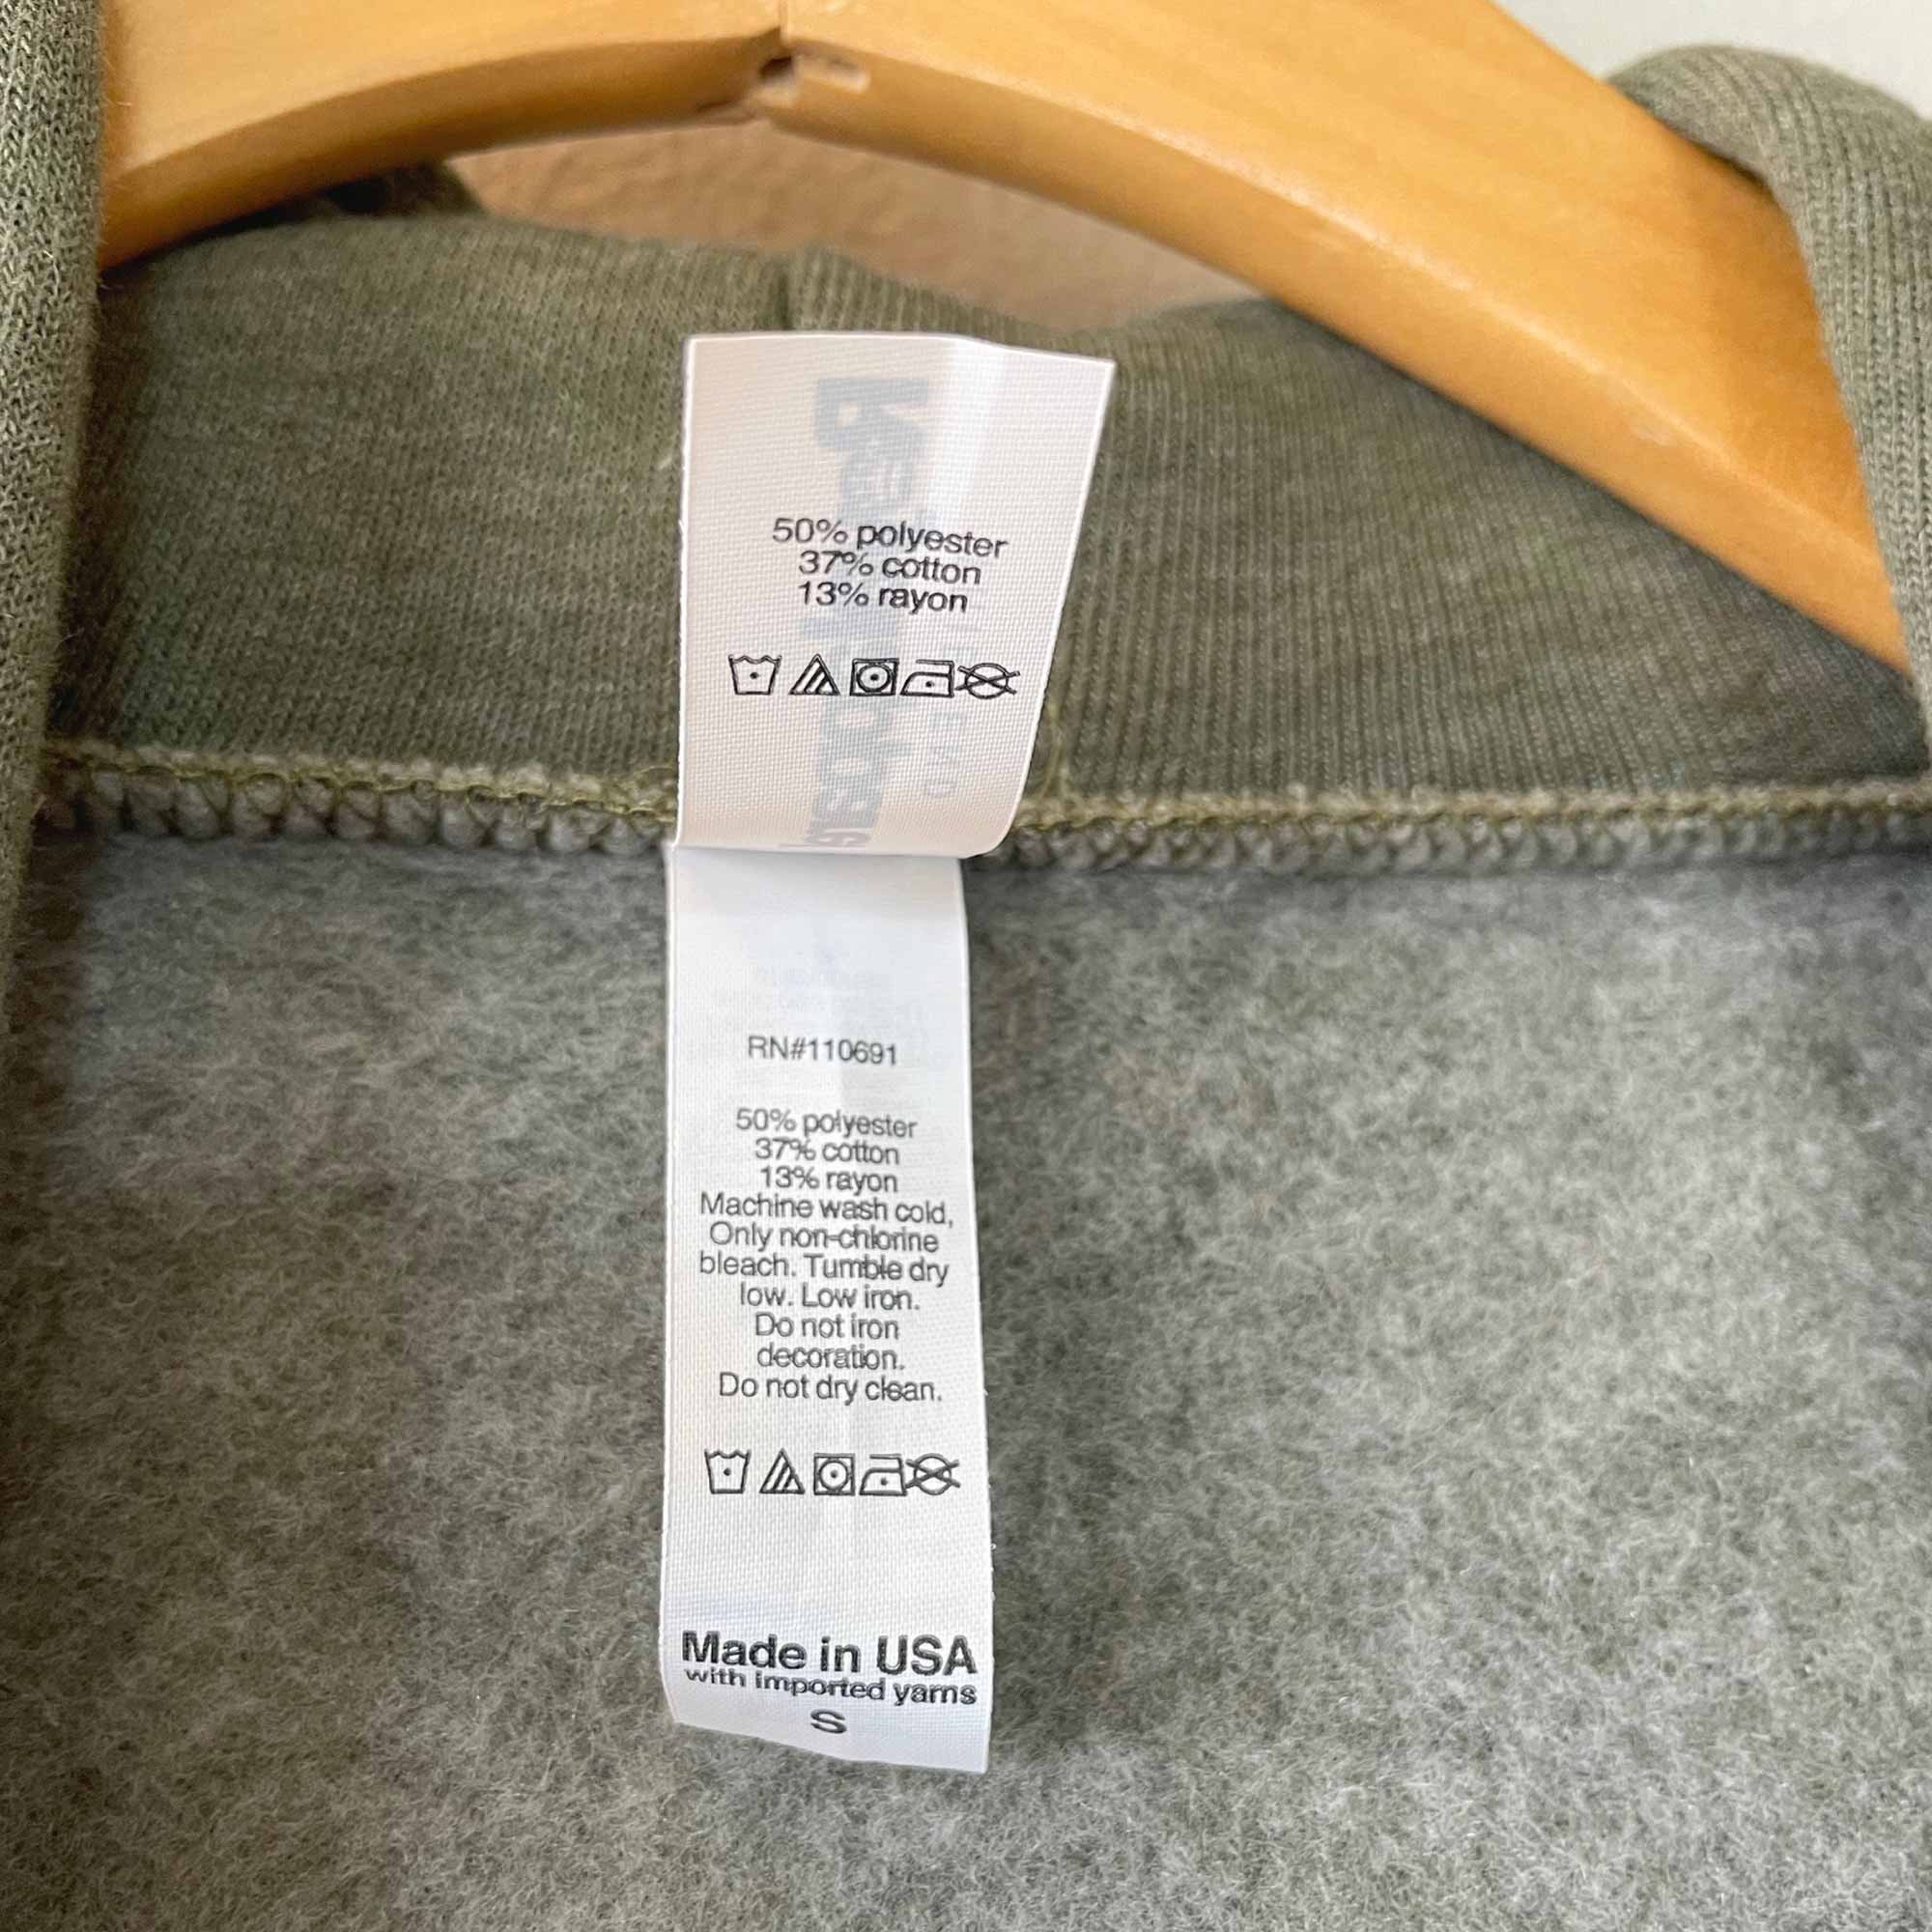 50% polyester
37% cotton
13% rayon
RN#110691
50% polyester
37% cotton
13% rayon
Machine wash cold,
Only non-chlorine
bleach. Tumble dry
low. Low iron.
Do not iron
decoration.
Do not dry clean.
Made in USA
with imported yarns
S